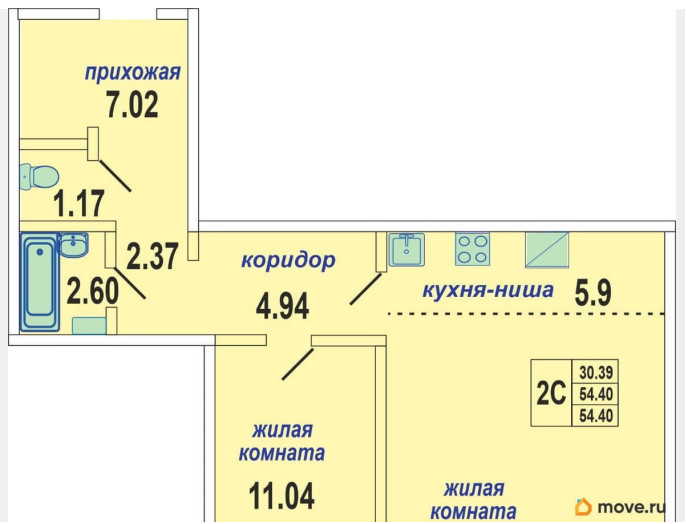 прихожая
7.02
1.17
2.37
2.60
коридор
4.94
кухня-ниша 5.9
2С
30.39
54.40
54.40
жилая
комната
11.04
жилая
комната
move.ru